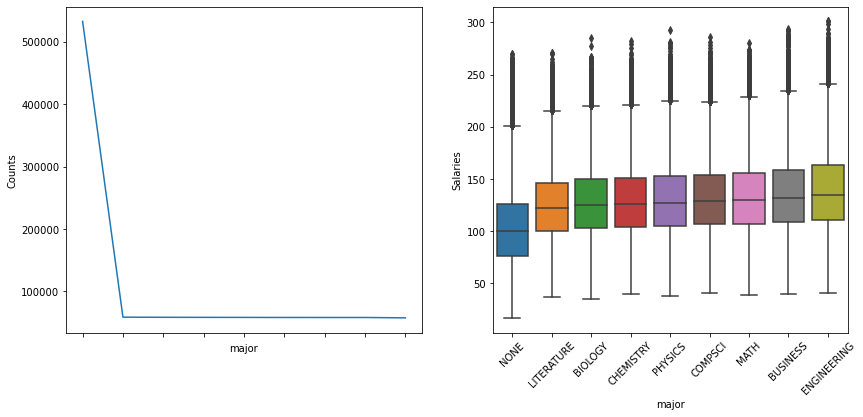 500000
400000
300000
200000
100000
Counts
major
300
250
200
150
100
50
Salaries
NONE
LITERATURE
BIOLOGY
CHEMISTRY
PHYSICS
COMPSCI
MATH
BUSINESS
ENGINEERING
major